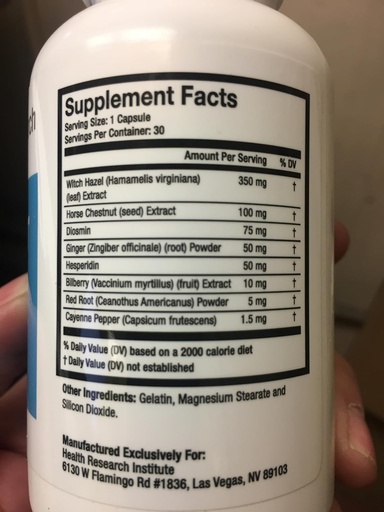 Supplement Facts
Serving Size: 1 Capsule
Servings Per Container: 30
Amount Per Serving % DV
Witch Hazel (Hamamelis virginiana) 350 mg †
(leaf) Extract
Horse Chestnut (seed) Extract 100 mg †
Diosmin 75 mg †
Ginger (Zingiber officinale) (root) Powder 50 mg †
Hesperidin 50 mg †
Bilberry (Vaccinium myrtillus) (fruit) Extract 10 mg †
Red Root (Ceanothus Americanus) Powder 5 mg †
Cayenne Pepper (Capsicum frutescens) 1.5 mg †
% Daily Value (DV) based on a 2000 calorie diet
† Daily Value (DV) not established
Other Ingredients: Gelatin, Magnesium Stearate and
Silicon Dioxide.
Manufactured Exclusively For:
Health Research Institute
6130 W Flamingo Rd #1836, Las Vegas, NV 89103